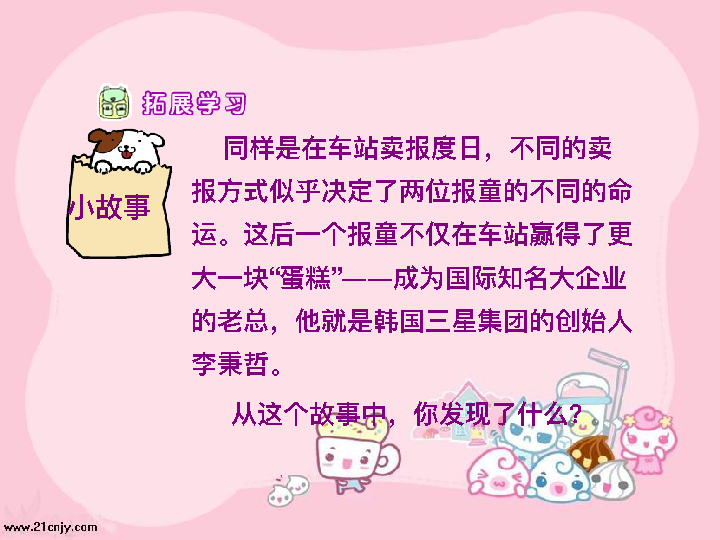 拓展学习
小故事
同样是在车站卖报度日，不同的卖
报方式似乎决定了两位报童的不同的命
运。这后一个报童不仅在车站赢得了更
大一块“蛋糕”——成为国际知名大企业
的老总，他就是韩国三星集团的创始人
李秉哲。
从这个故事中，你发现了什么？
www.21cnjy.com